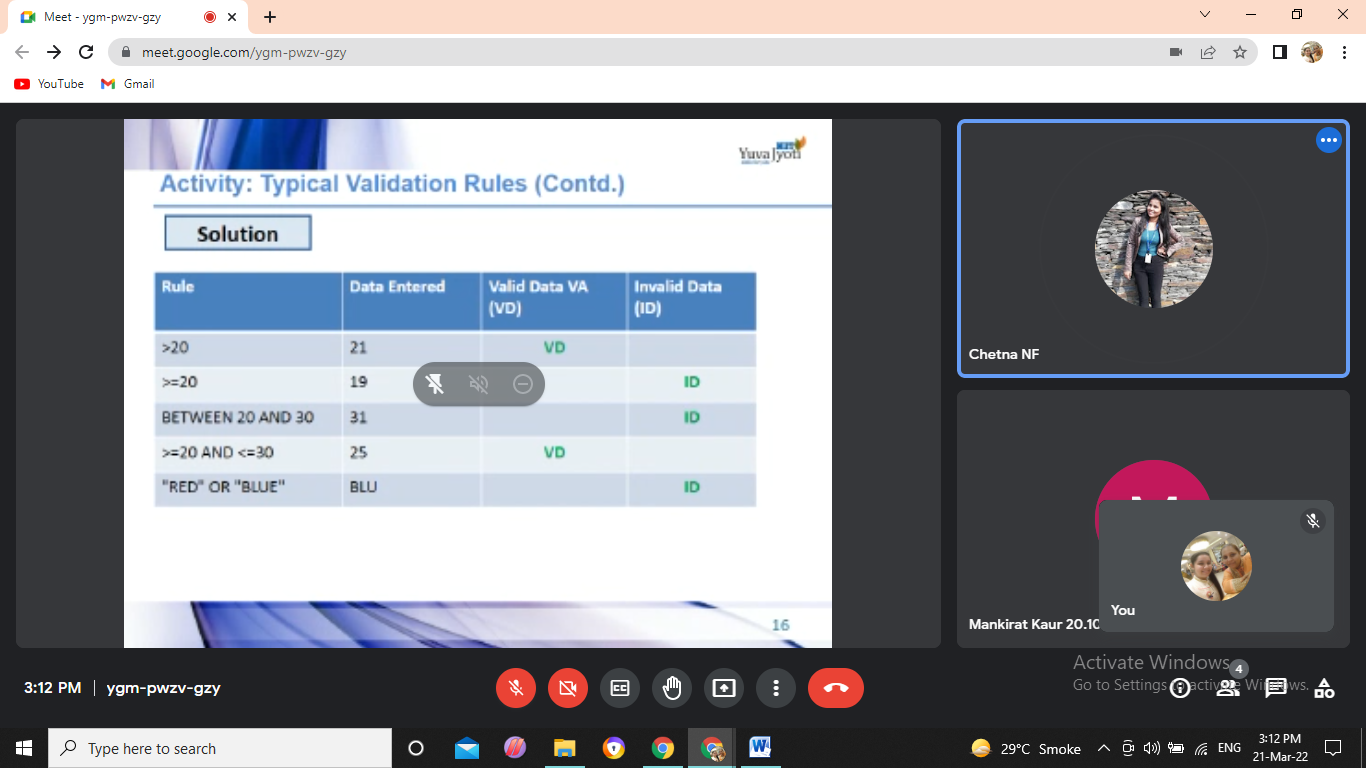 Meet - ygm-pwzv-gzy
meet.google.com/ygm-pwzv-gzy
YouTube Gmail
Yuva Jyoti
Activity: Typical Validation Rules (Contd.)
Solution
Rule Data Entered Valid Data VA (VD) Invalid Data (ID)
>20 21 VD
>=20 19 ID
BETWEEN 20 AND 30 31 ID
>=20 AND <=30 25 VD
"RED" OR "BLUE" BLU ID
16
Chetna NF
Mankirat Kaur 20.10
You
3:12 PM | ygm-pwzv-gzy
4
Activate Windows
Go to Settings to activate Windows.
Type here to search
29°C Smoke
ENG
3:12 PM
21-Mar-22